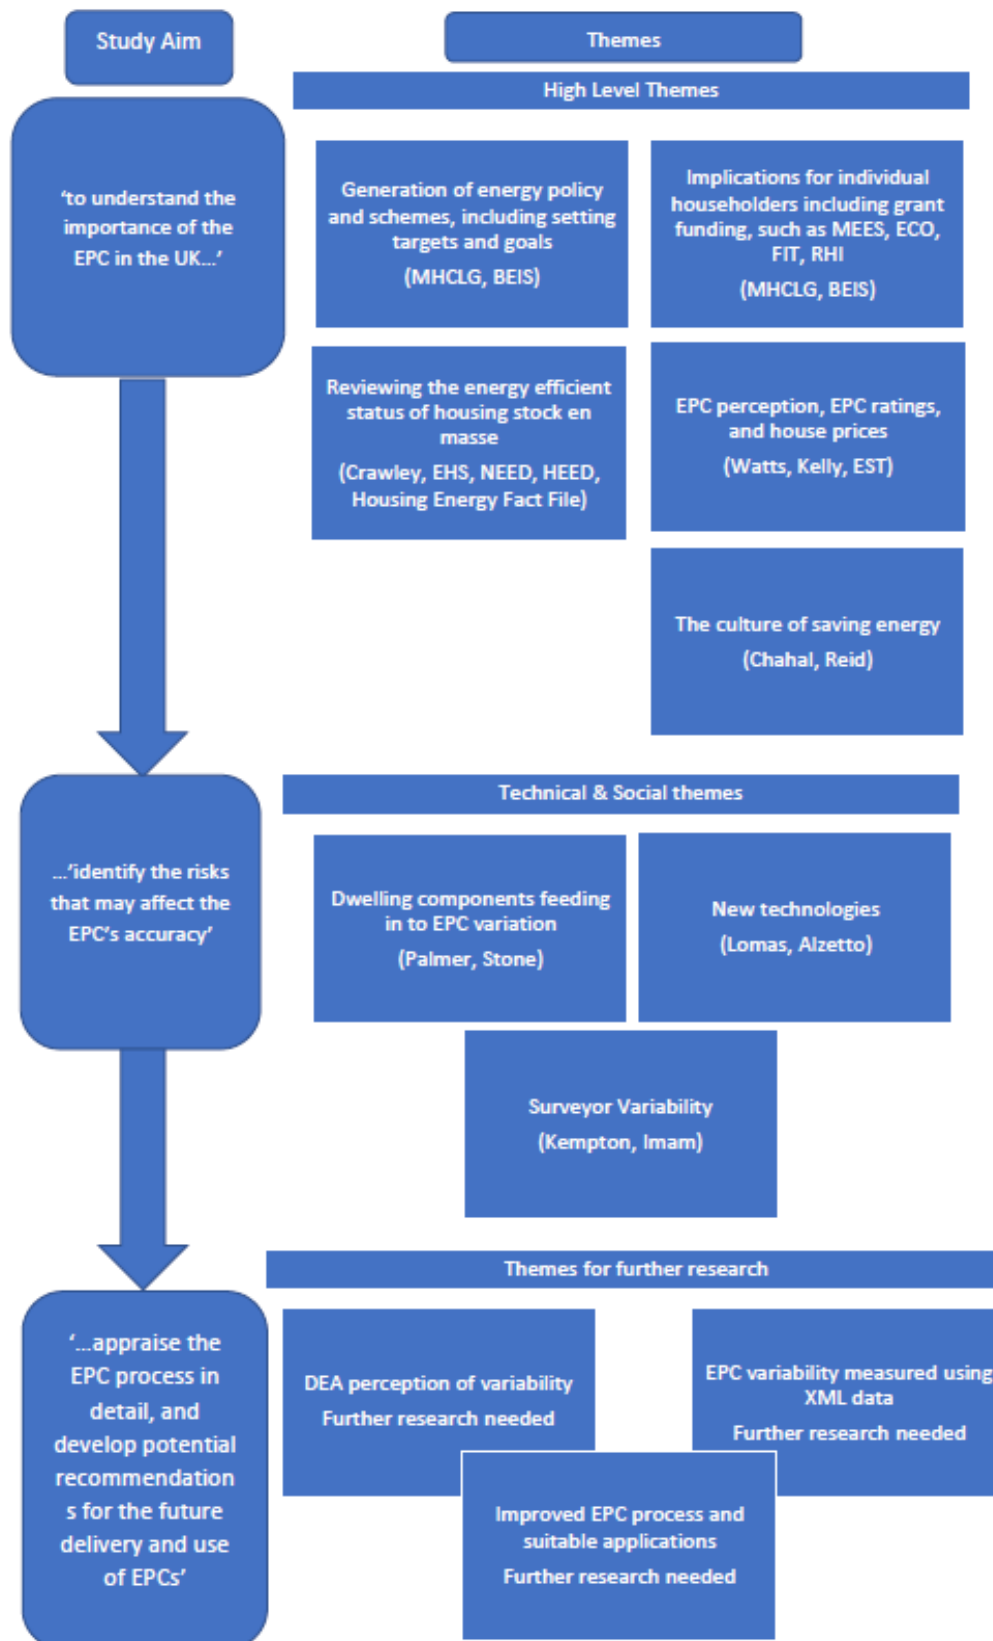 Study Aim
Themes
High Level Themes
‘to understand the
importance of the
EPC in the UK...’
Generation of energy policy
and schemes, including setting
targets and goals
(MHCLG, BEIS)
Implications for individual
householders including grant
funding, such as MEES, ECO,
FIT, RHI
(MHCLG, BEIS)
Reviewing the energy efficient
status of housing stock en
masse
(Crawley, EHS, NEED, HEED,
Housing Energy Fact File)
EPC perception, EPC ratings,
and house prices
(Watts, Kelly, EST)
The culture of saving energy
(Chahal, Reid)
Technical & Social themes
...‘identify the risks
that may affect the
EPC’s accuracy’
Dwelling components feeding
in to EPC variation
(Palmer, Stone)
New technologies
(Lomas, Alzetto)
Surveyor Variability
(Kempton, Imam)
Themes for further research
‘...appraise the
EPC process in
detail, and
develop potential
recommendation
s for the future
delivery and use
of EPCs’
DEA perception of variability
Further research needed
EPC variability measured using
XML data
Further research needed
Improved EPC process and
suitable applications
Further research needed